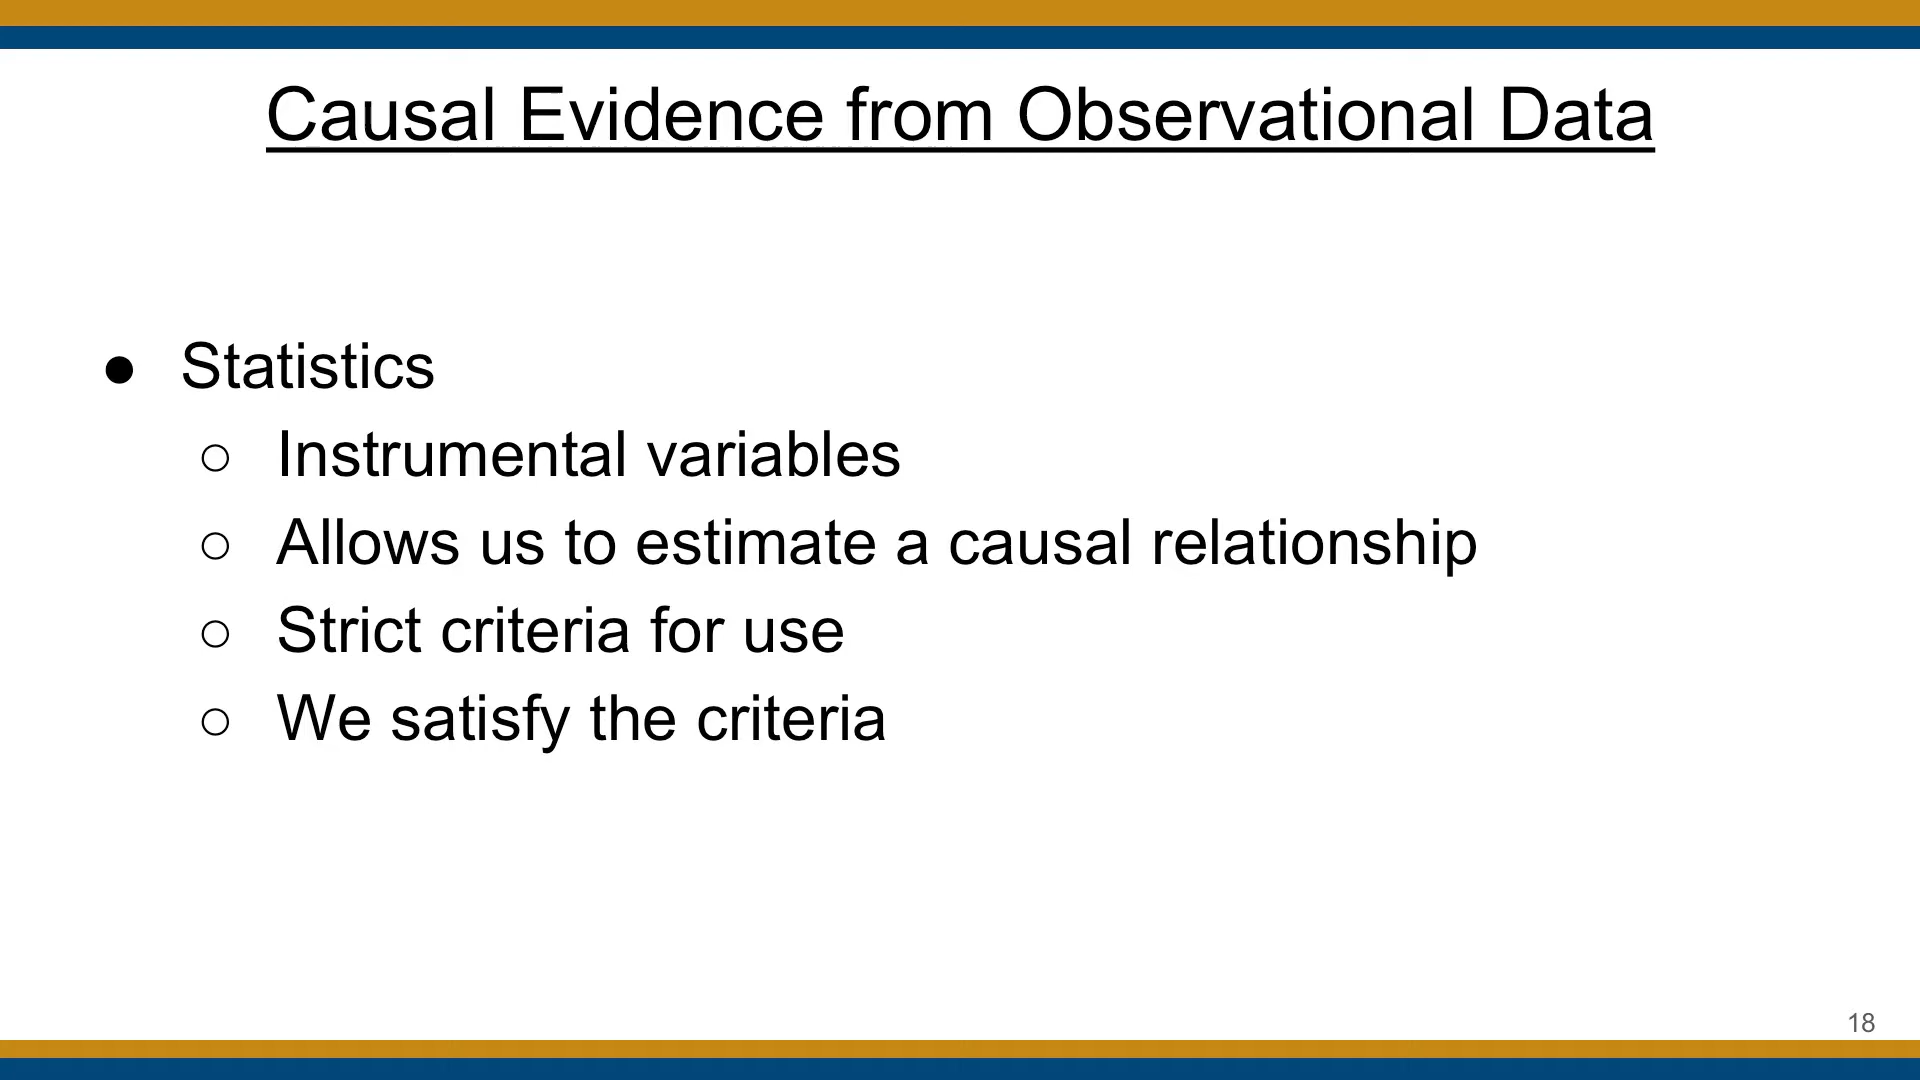 Causal Evidence from Observational Data
● Statistics
○ Instrumental variables
○ Allows us to estimate a causal relationship
○ Strict criteria for use
○ We satisfy the criteria
18